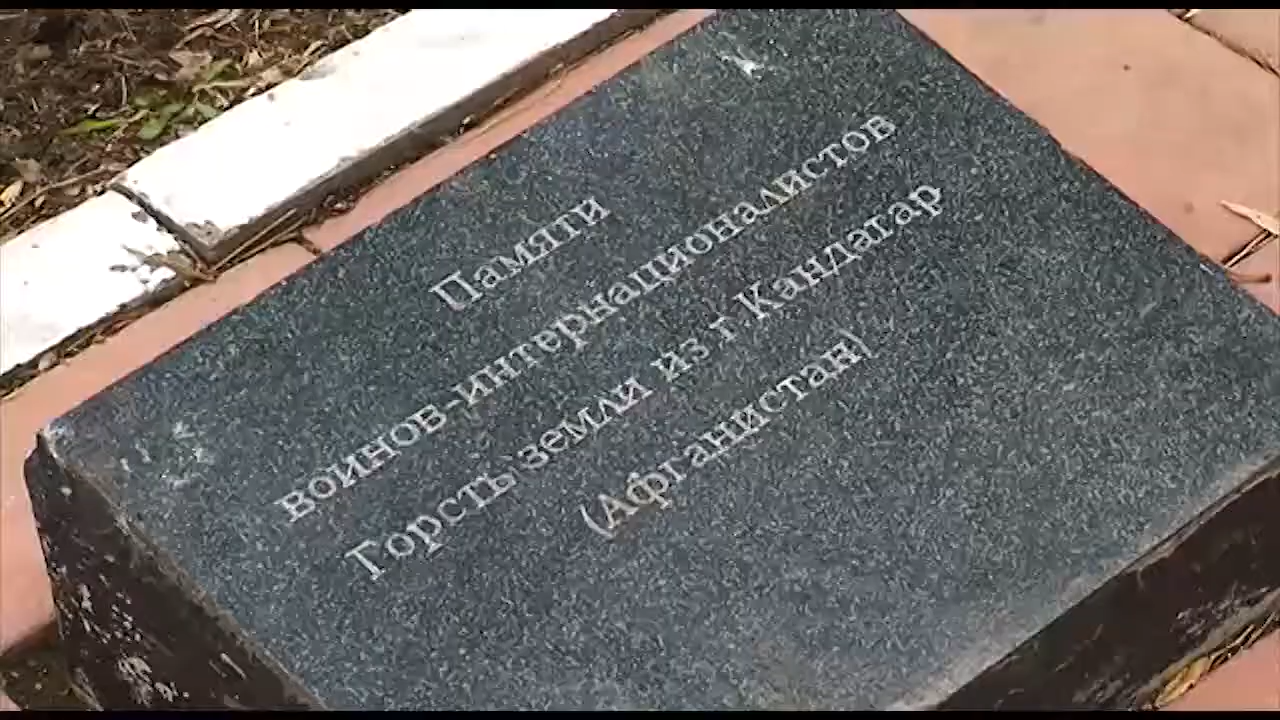 Памяти
воинов-интернационалистов
Горсть земли из г.Кандагар
(Афганистан)